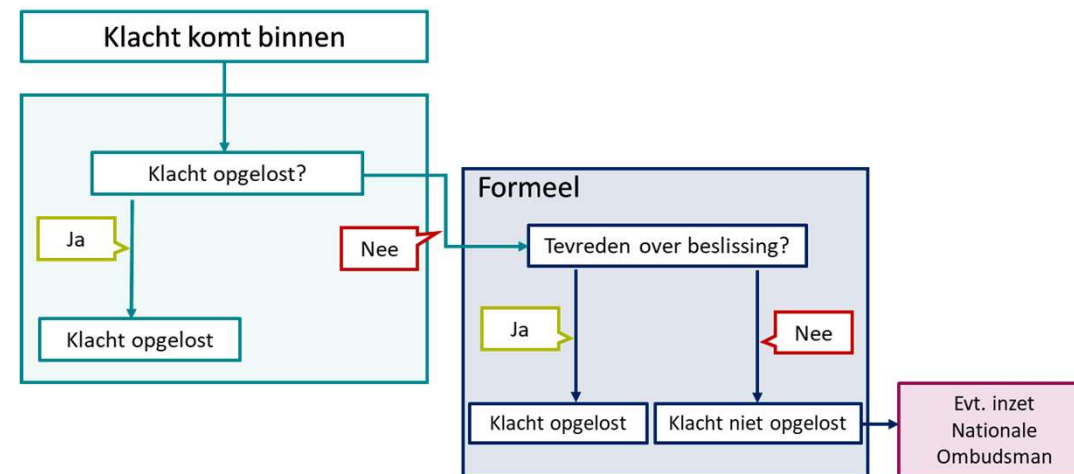 Klacht komt binnen
Klacht opgelost?
Ja
Nee
Klacht opgelost
Formeel
Tevreden over beslissing?
Ja
Nee
Klacht opgelost
Klacht niet opgelost
Evt. inzet
Nationale
Ombudsman